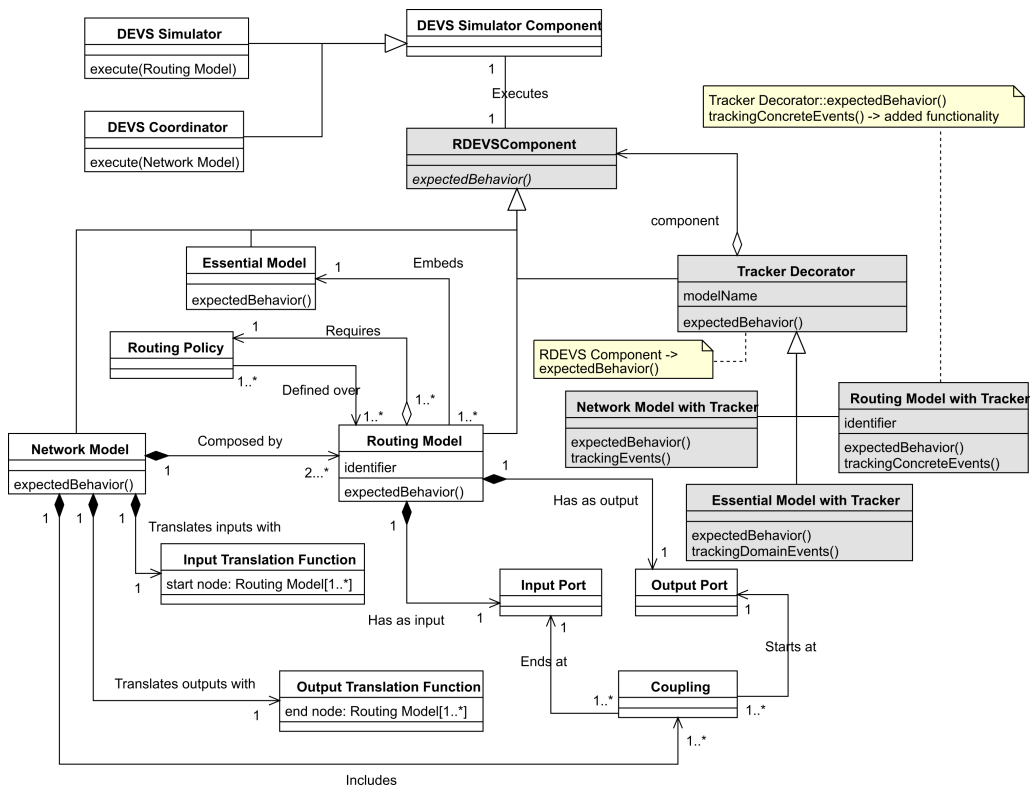 DEVS Simulator
execute(Routing Model)
DEVS Simulator Component
1
Executes
1
DEVS Coordinator
execute(Network Model)
Tracker Decorator::expectedBehavior()
trackingConcreteEvents() -> added functionality
RDEVSComponent
expectedBehavior()
component
Essential Model
expectedBehavior()
1
Embeds
Tracker Decorator
modelName
expectedBehavior()
Routing Policy
1
Requires
1..*
Defined over
1..*
1..*
1..*
RDEVS Component ->
expectedBehavior()
Network Model with Tracker
expectedBehavior()
trackingEvents()
Routing Model with Tracker
identifier
expectedBehavior()
trackingConcreteEvents()
Network Model
expectedBehavior()
Composed by
1
2...*
Routing Model
identifier
expectedBehavior()
1
Has as output
1
Essential Model with Tracker
expectedBehavior()
trackingDomainEvents()
1
1
1
Translates inputs with
1
Input Translation Function
start node: Routing Model[1..*]
1
Has as input
1
Input Port
1
Output Port
1
Ends at
Starts at
Translates outputs with
1
Output Translation Function
end node: Routing Model[1..*]
Coupling
1..*
1..*
1..*
Includes